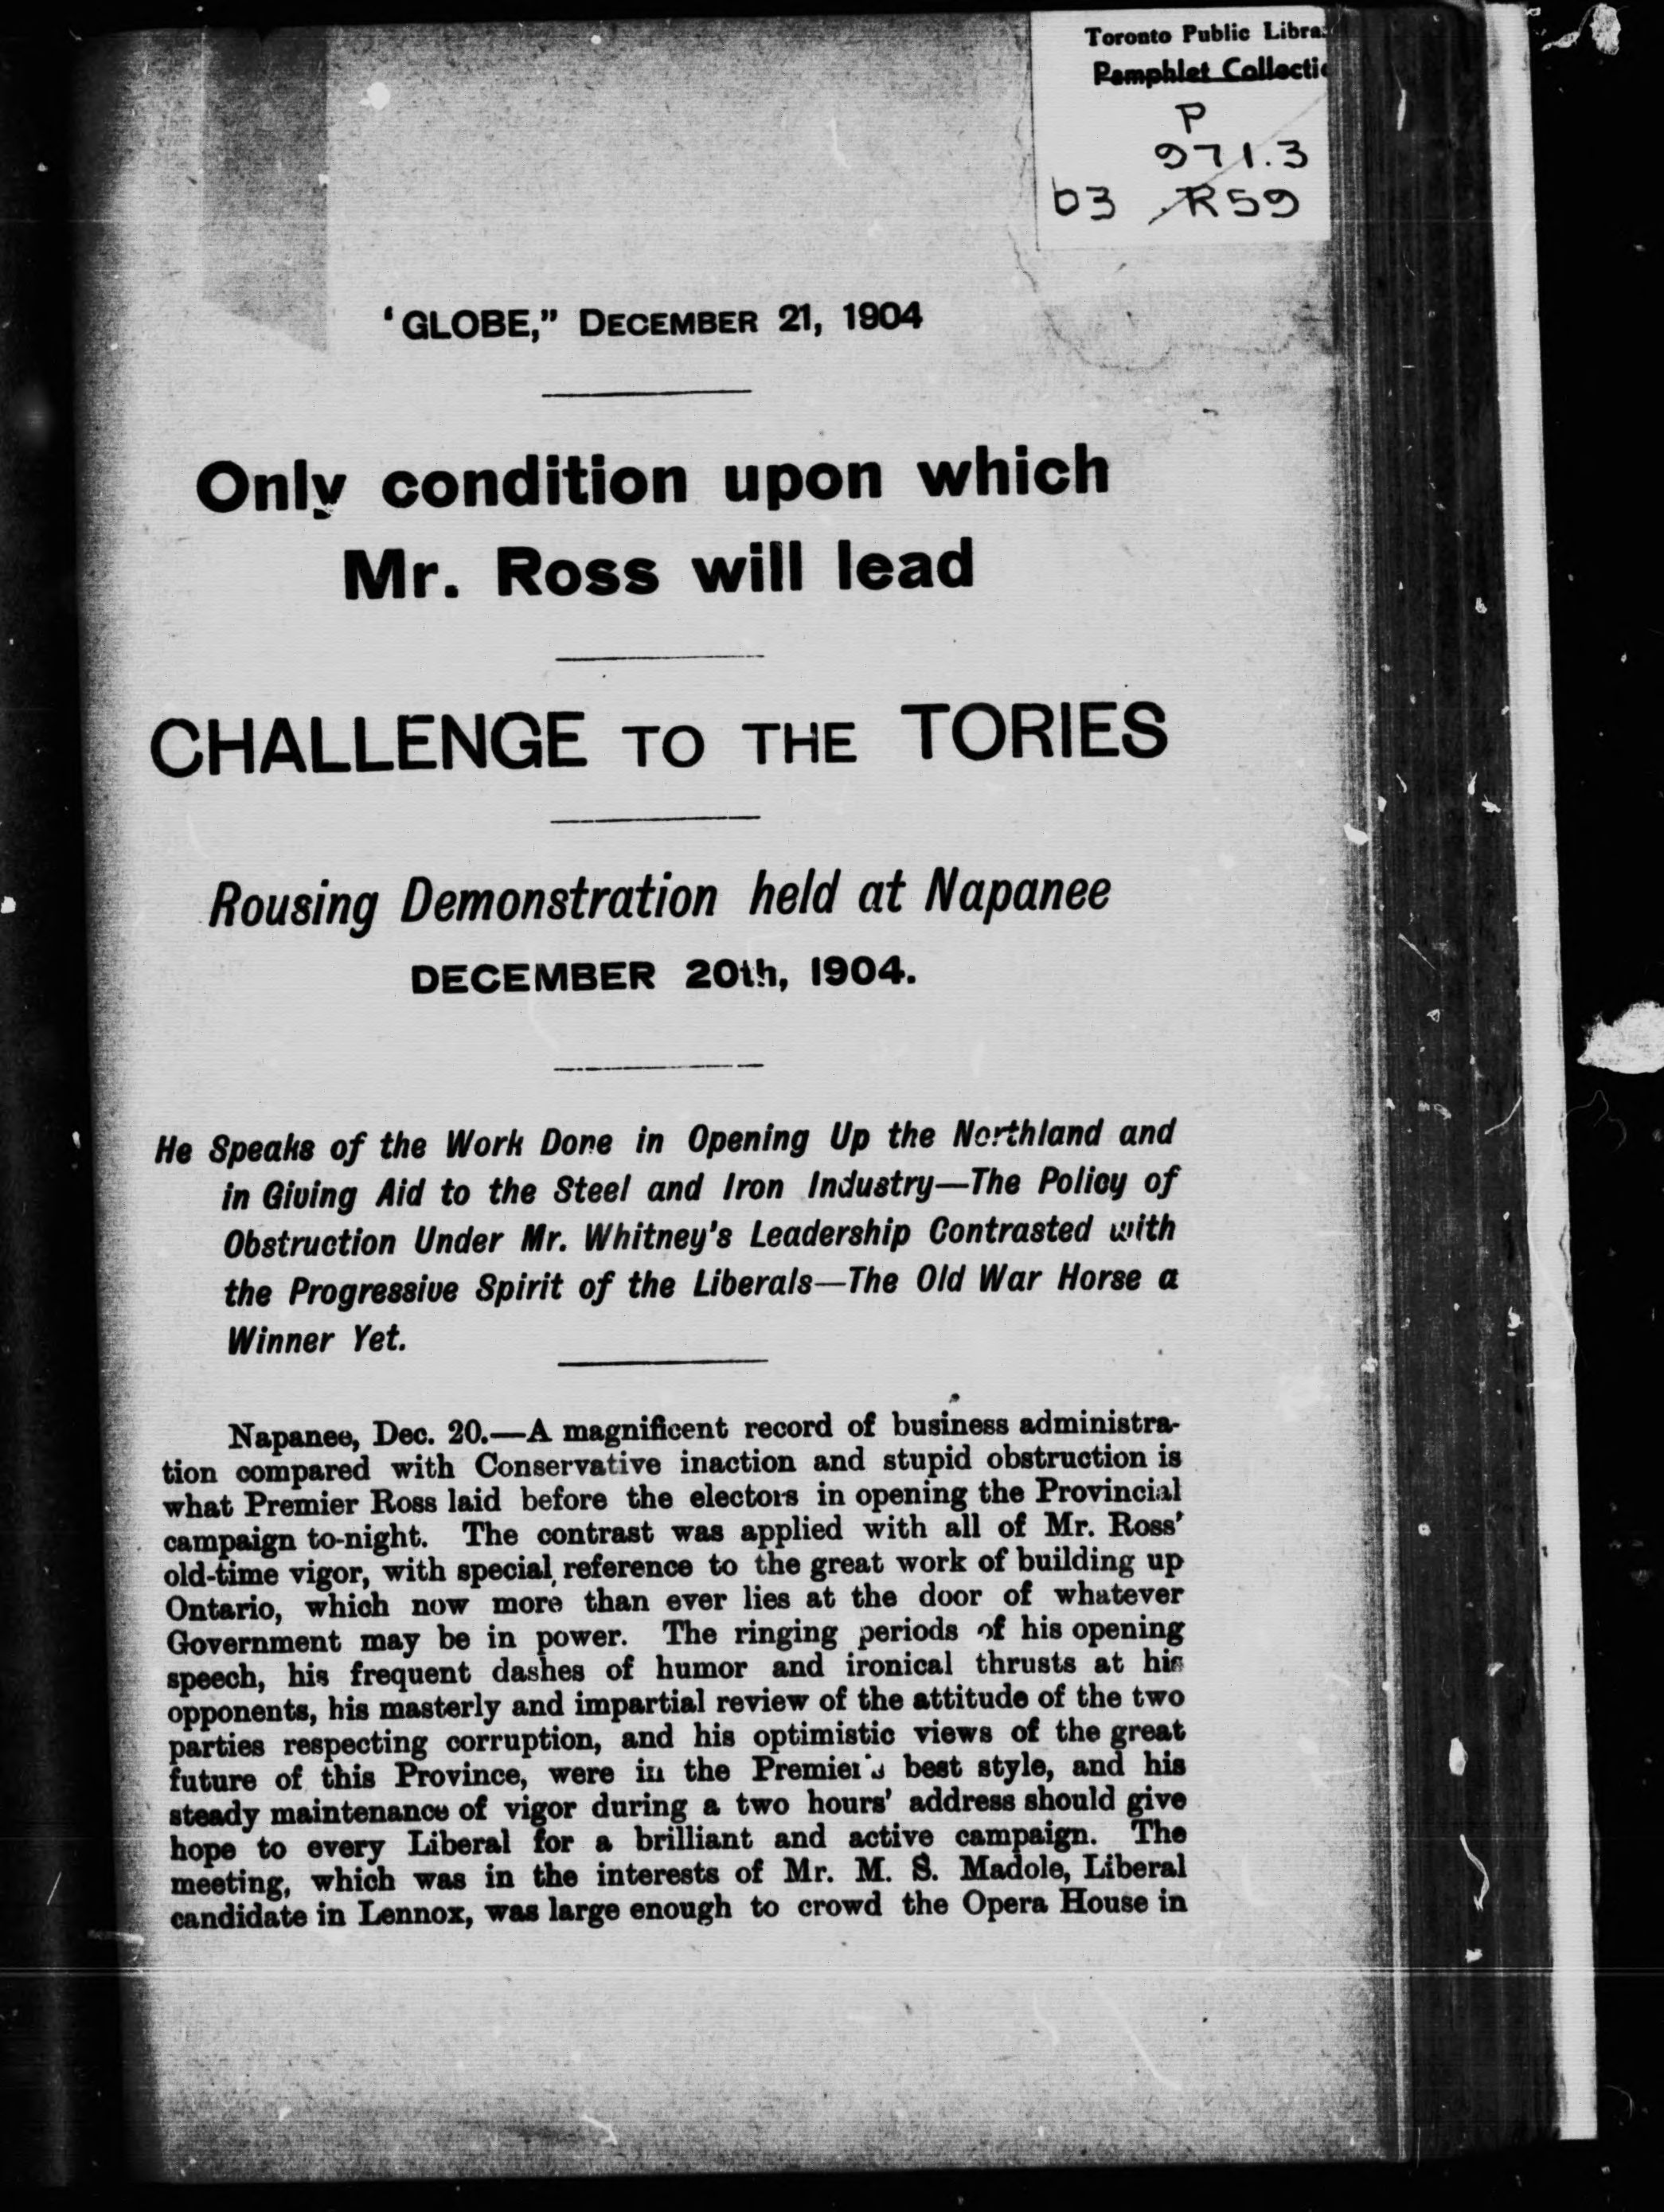 Toronto Public Libra
Pamphlet Collectio
P
971.3
b3 R59
‘GLOBE,” DECEMBER 21, 1904
Only condition upon which
Mr. Ross will lead
CHALLENGE TO THE TORIES
Rousing Demonstration held at Napanee
DECEMBER 20th, 1904.
He Speaks of the Work Done in Opening Up the Northland and
in Giving Aid to the Steel and Iron Industry—The Policy of
Obstruction Under Mr. Whitney's Leadership Contrasted with
the Progressive Spirit of the Liberals—The Old War Horse a
Winner Yet.
Napanee, Dec. 20.—A magnificent record of business administra-
tion compared with Conservative inaction and stupid obstruction is
what Premier Ross laid before the electors in opening the Provincial
campaign to-night. The contrast was applied with all of Mr. Ross'
old-time vigor, with special reference to the great work of building up
Ontario, which now more than ever lies at the door of whatever
Government may be in power. The ringing periods of his opening
speech, his frequent dashes of humor and ironical thrusts at his
opponents, his masterly and impartial review of the attitude of the two
parties respecting corruption, and his optimistic views of the great
future of this Province, were in the Premier's best style, and his
steady maintenance of vigor during a two hours' address should give
hope to every Liberal for a brilliant and active campaign. The
meeting, which was in the interests of Mr. M. S. Madole, Liberal
candidate in Lennox, was large enough to crowd the Opera House in